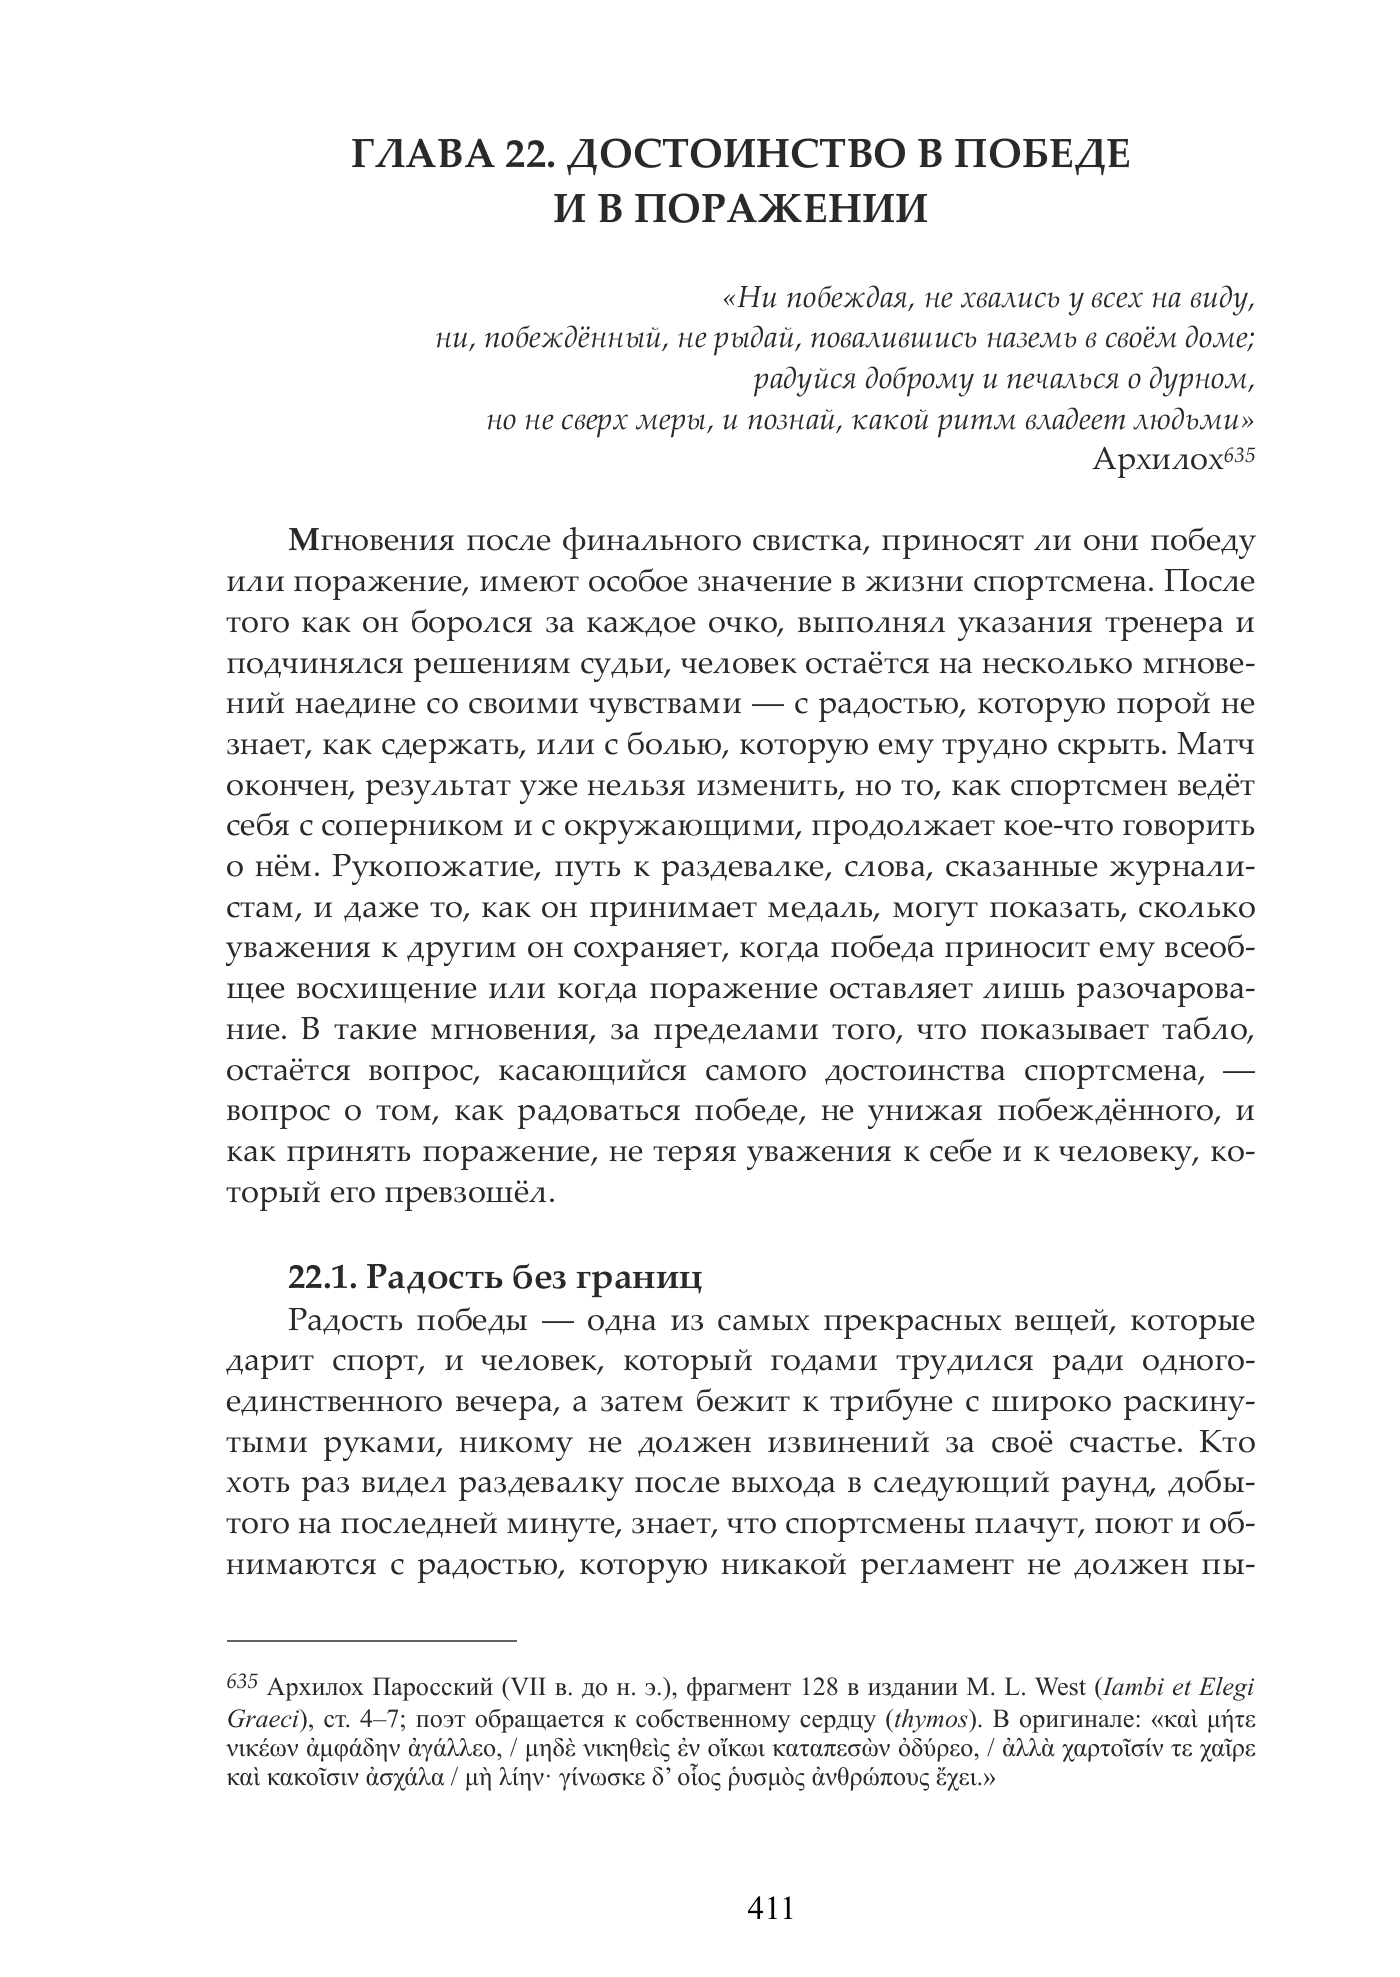 ГЛАВА 22. ДОСТОИНСТВО В ПОБЕДЕ
И В ПОРАЖЕНИИ
«Ни побеждая, не хвались у всех на виду,
ни, побеждённый, не рыдай, повалившись наземь в своём доме;
радуйся доброму и печалься о дурном,
но не сверх меры, и познай, какой ритм владеет людьми»
Архилох635
Мгновения после финального свистка, приносят ли они победу
или поражение, имеют особое значение в жизни спортсмена. После
того как он боролся за каждое очко, выполнял указания тренера и
подчинялся решениям судьи, человек остаётся на несколько мгнове-
ний наедине со своими чувствами — с радостью, которую порой не
знает, как сдержать, или с болью, которую ему трудно скрыть. Матч
окончен, результат уже нельзя изменить, но то, как спортсмен ведёт
себя с соперником и с окружающими, продолжает кое-что говорить
о нём. Рукопожатие, путь к раздевалке, слова, сказанные журнали-
стам, и даже то, как он принимает медаль, могут показать, сколько
уважения к другим он сохраняет, когда победа приносит ему всеоб-
щее восхищение или когда поражение оставляет лишь разочарова-
ние. В такие мгновения, за пределами того, что показывает табло,
остаётся вопрос, касающийся самого достоинства спортсмена, —
вопрос о том, как радоваться победе, не унижая побеждённого, и
как принять поражение, не теряя уважения к себе и к человеку, ко-
торый его превзошёл.
22.1. Радость без границ
Радость победы — одна из самых прекрасных вещей, которые
дарит спорт, и человек, который годами трудился ради одного-
единственного вечера, а затем бежит к трибуне с широко раскину-
тыми руками, никому не должен извинений за своё счастье. Кто
хоть раз видел раздевалку после выхода в следующий раунд, добы-
того на последней минуте, знает, что спортсмены плачут, поют и об-
нимаются с радостью, которую никакой регламент не должен пы-
635 Архилох Паросский (VII в. до н. э.), фрагмент 128 в издании M. L. West (Iambi et Elegi
Graeci), ст. 4–7; поэт обращается к собственному сердцу (thymos). В оригинале: «καὶ μήτε
νικέων ἀμφάδην ἀγάλλεο, / μηδὲ νικηθεὶς ἐν οἴκωι καταπεσὼν ὀδύρεο, / ἀλλὰ χαρτοῖσίν τε χαῖρε
καὶ κακοῖσιν ἀσχάλα / μὴ λίην· γίνωσκε δ’ οἷος ῥυσμὸς ἀνθρώπους ἔχει.»
411